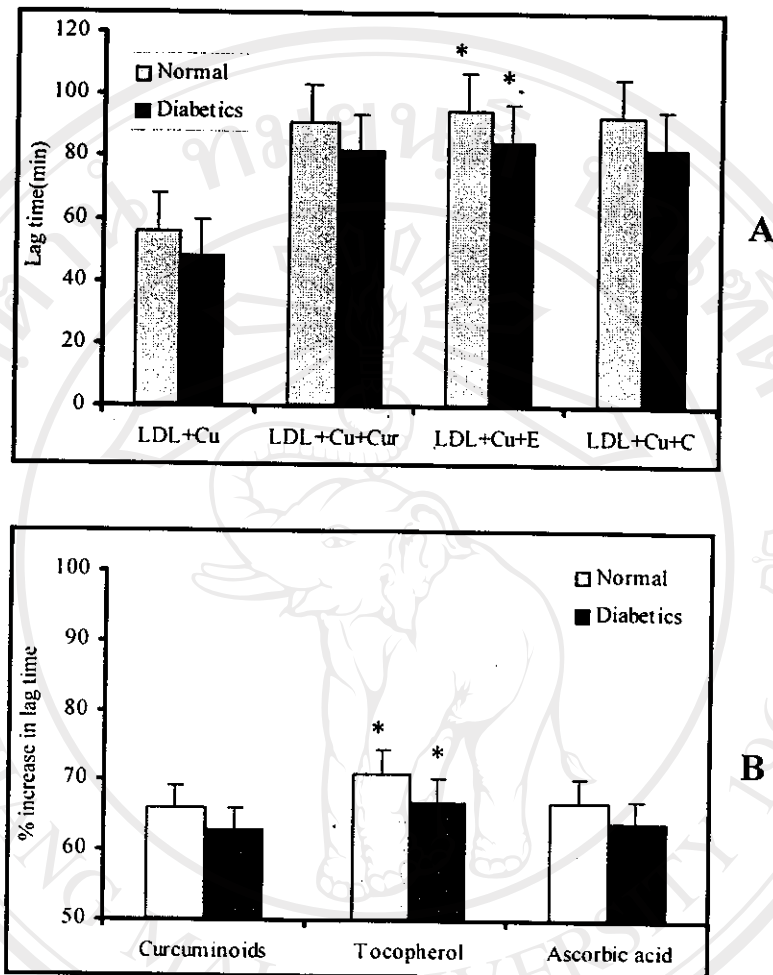 120
100
80
60
40
20
0
Lag time(min)
Normal
Diabetics
*
*
LDL+Cu
LDL+Cu+Cur
LDL+Cu+E
LDL+Cu+C
A
100
90
80
70
60
50
% increase in lag time
Normal
Diabetics
*
*
Curcuminoids
Tocopherol
Ascorbic acid
B